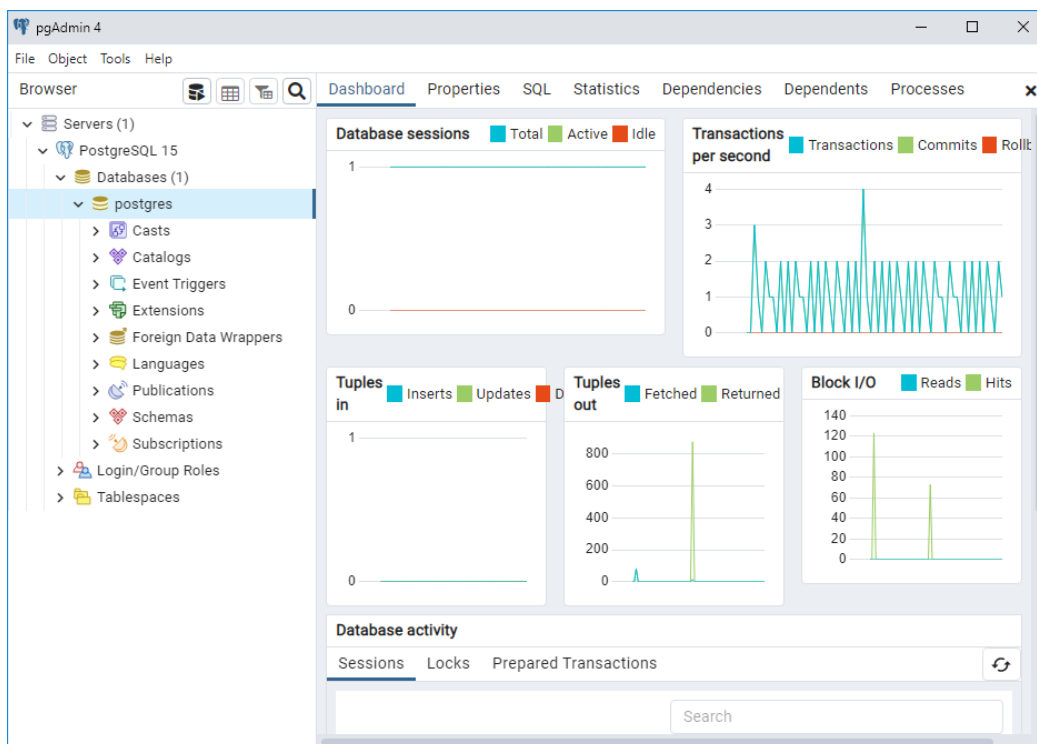 pgAdmin 4
File Object Tools Help
Browser
Dashboard Properties SQL Statistics Dependencies Dependents Processes
Servers (1)
PostgreSQL 15
Databases (1)
postgres
Casts
Catalogs
Event Triggers
Extensions
Foreign Data Wrappers
Languages
Publications
Schemas
Subscriptions
Login/Group Roles
Tablespaces
Database sessions Total Active Idle
1
0
Transactions per second Transactions Commits Rollb
4
3
2
1
0
Tuples in Inserts Updates D
1
0
Tuples out Fetched Returned
800
600
400
200
0
Block I/O Reads Hits
140
120
100
80
60
40
20
0
Database activity
Sessions Locks Prepared Transactions
Search